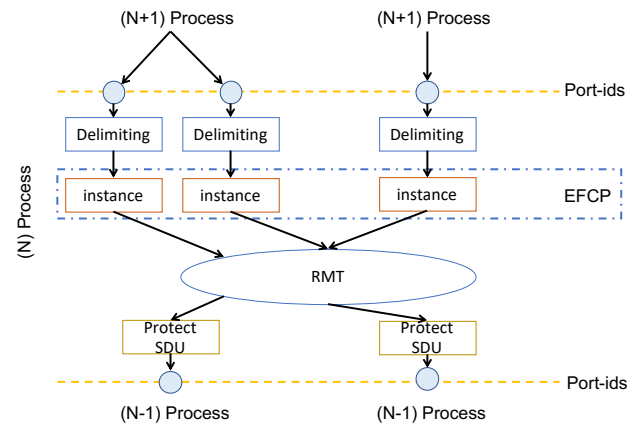 (N+1) Process
(N+1) Process
Port-ids
Delimiting
Delimiting
Delimiting
(N) Process
instance
instance
instance
EFCP
RMT
Protect
SDU
Protect
SDU
Port-ids
(N-1) Process
(N-1) Process